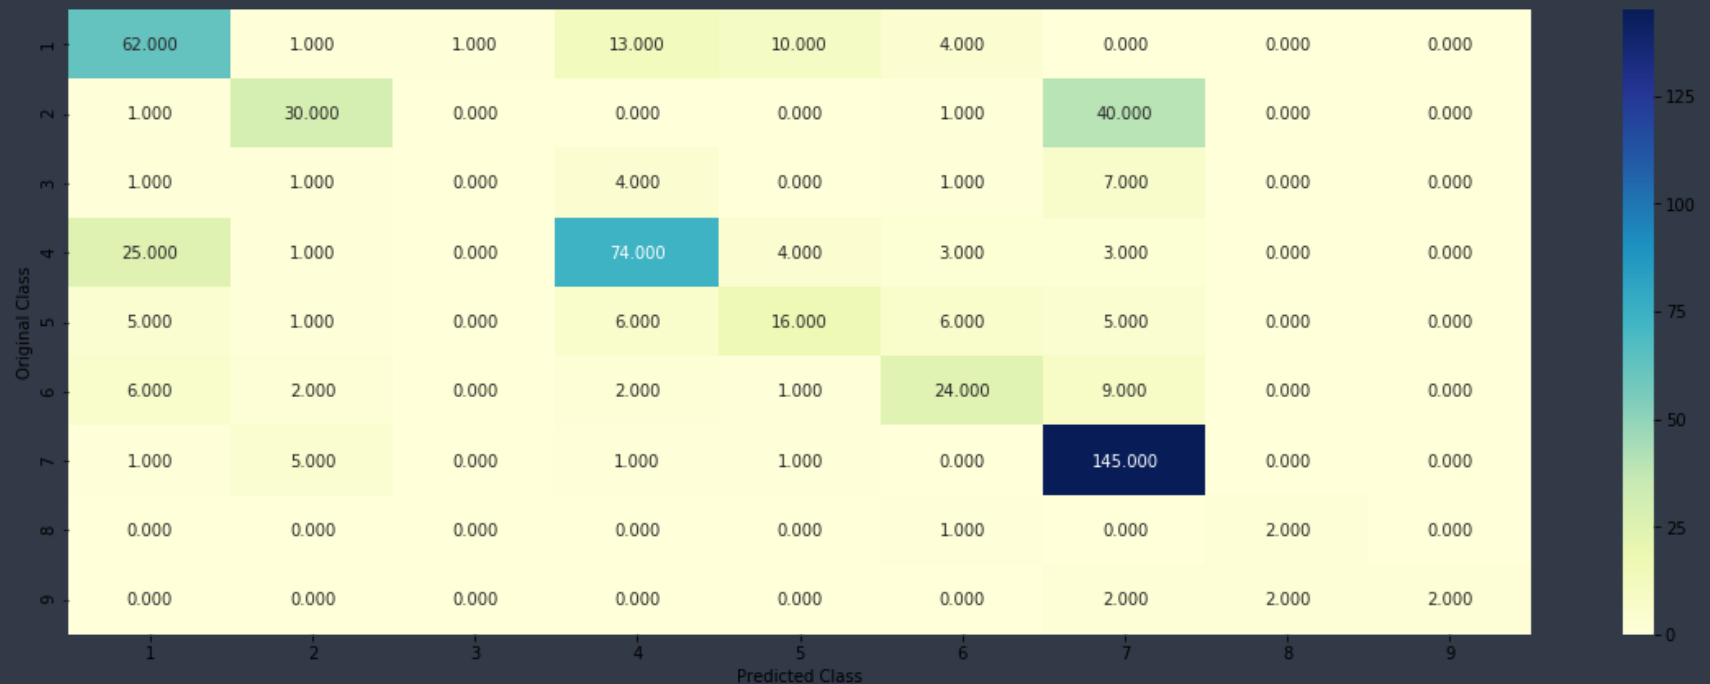 1 62.000 1.000 1.000 13.000 10.000 4.000 0.000 0.000 0.000
2 1.000 30.000 0.000 0.000 0.000 1.000 40.000 0.000 0.000
3 1.000 1.000 0.000 4.000 0.000 1.000 7.000 0.000 0.000
4 25.000 1.000 0.000 74.000 4.000 3.000 3.000 0.000 0.000
5 5.000 1.000 0.000 6.000 16.000 6.000 5.000 0.000 0.000
6 6.000 2.000 0.000 2.000 1.000 24.000 9.000 0.000 0.000
7 1.000 5.000 0.000 1.000 1.000 0.000 145.000 0.000 0.000
8 0.000 0.000 0.000 0.000 0.000 1.000 0.000 2.000 0.000
9 0.000 0.000 0.000 0.000 0.000 0.000 2.000 2.000 2.000
1 2 3 4 5 6 7 8 9
Predicted Class
Original Class
125
100
75
50
25
0